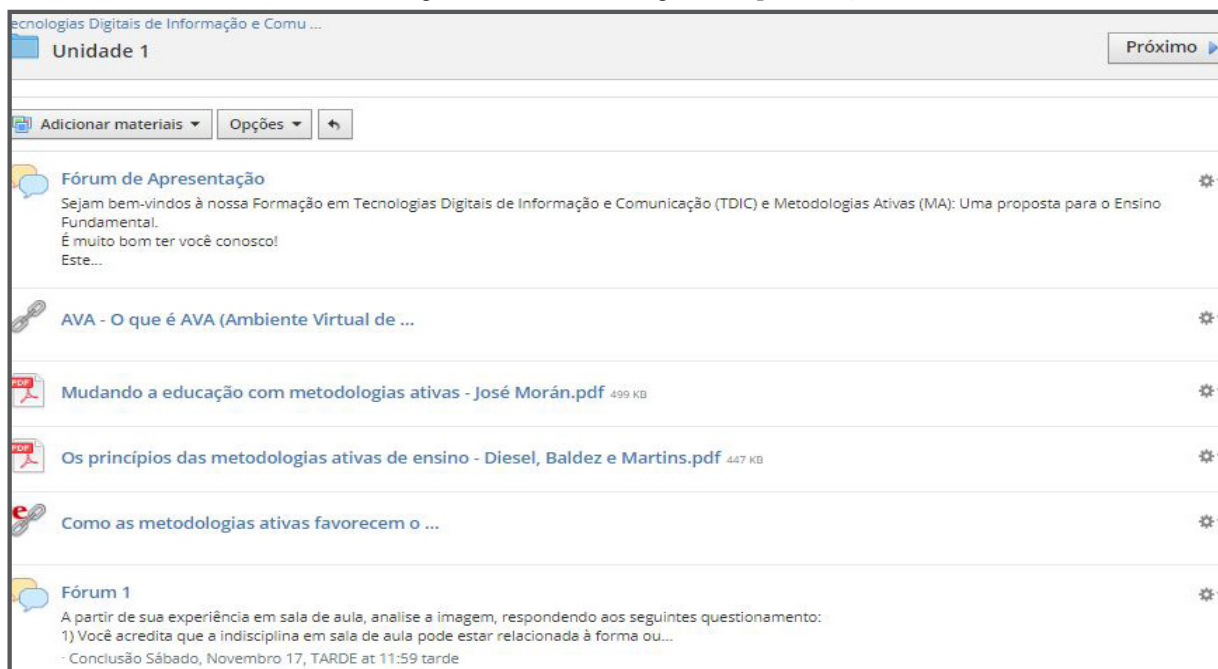 ecnologias Digitais de Informação e Comu ...
Unidade 1
Próximo
Adicionar materiais
Opções
Fórum de Apresentação
Sejam bem-vindos à nossa Formação em Tecnologias Digitais de Informação e Comunicação (TDIC) e Metodologias Ativas (MA): Uma proposta para o Ensino
Fundamental.
É muito bom ter você conosco!
Este...
AVA - O que é AVA (Ambiente Virtual de ...
PDF
Mudando a educação com metodologias ativas - José Morán.pdf 499 KB
PDF
Os princípios das metodologias ativas de ensino - Diesel, Baldez e Martins.pdf 447 KB
e
Como as metodologias ativas favorecem o ...
Fórum 1
A partir de sua experiência em sala de aula, analise a imagem, respondendo aos seguintes questionamento:
1) Você acredita que a indisciplina em sala de aula pode estar relacionada à forma ou...
· Conclusão Sábado, Novembro 17, TARDE at 11:59 tarde